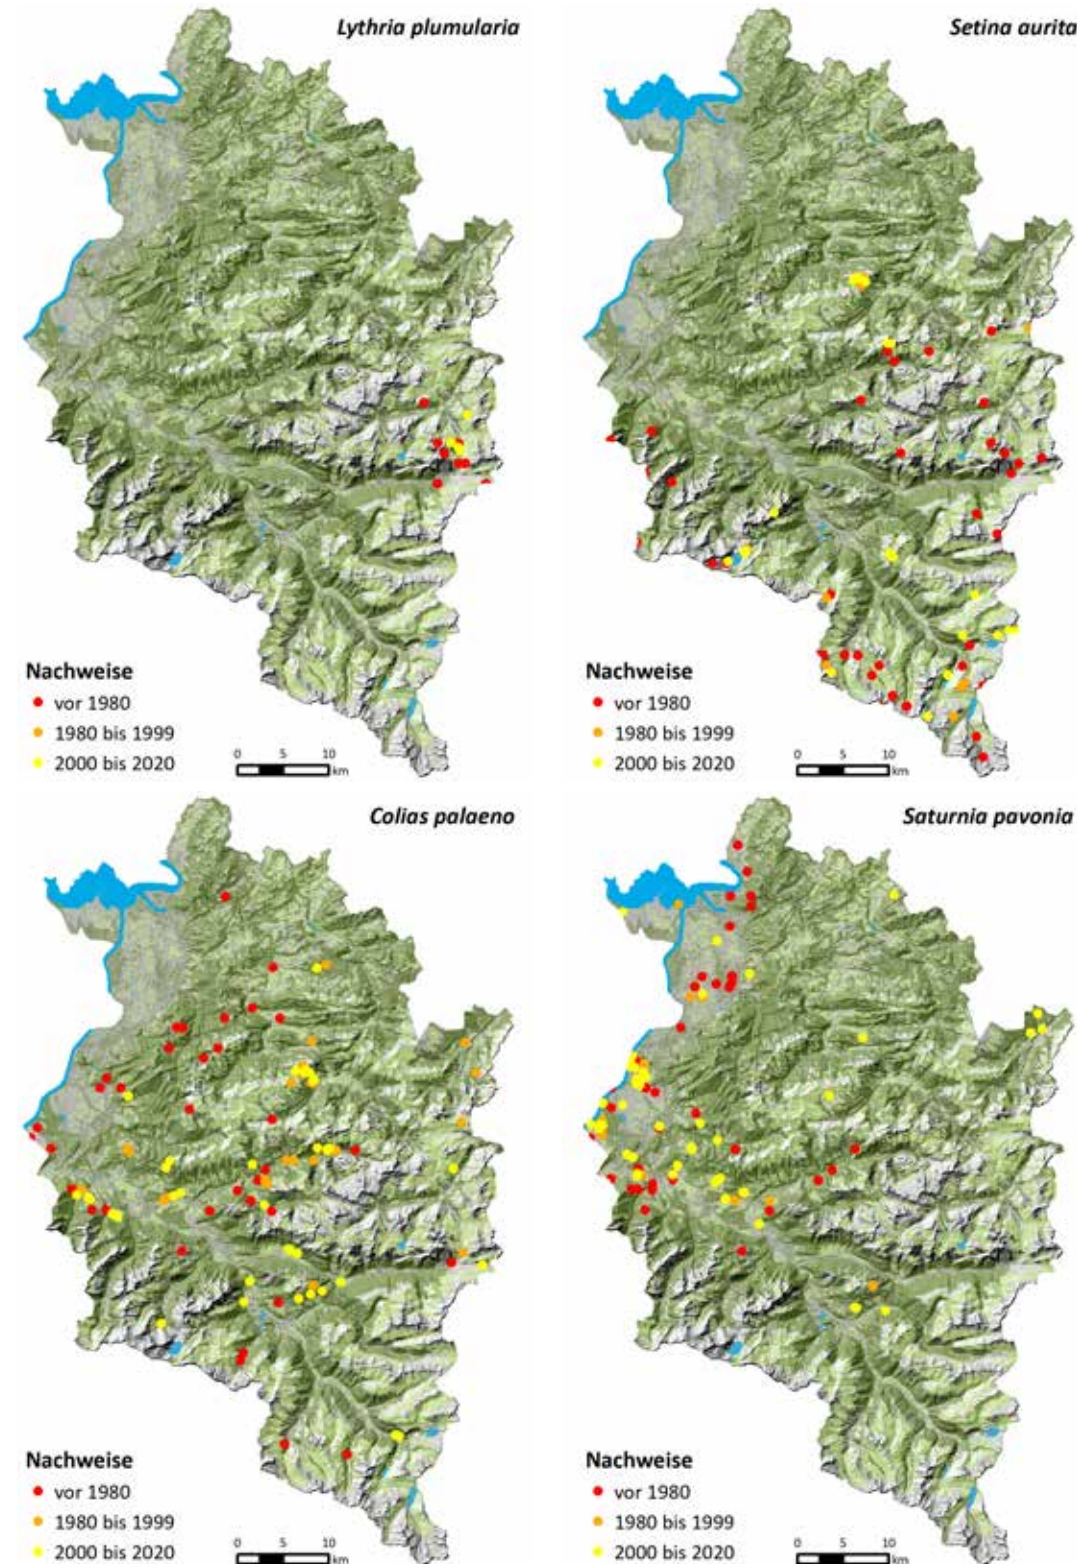 Lythria plumularia
Nachweise
vor 1980
1980 bis 1999
2000 bis 2020
0 5 10
km
Setina aurita
Nachweise
vor 1980
1980 bis 1999
2000 bis 2020
0 5 10
km
Colias palaeno
Nachweise
vor 1980
1980 bis 1999
2000 bis 2020
0 5 10
km
Saturnia pavonia
Nachweise
vor 1980
1980 bis 1999
2000 bis 2020
0 5 10
km